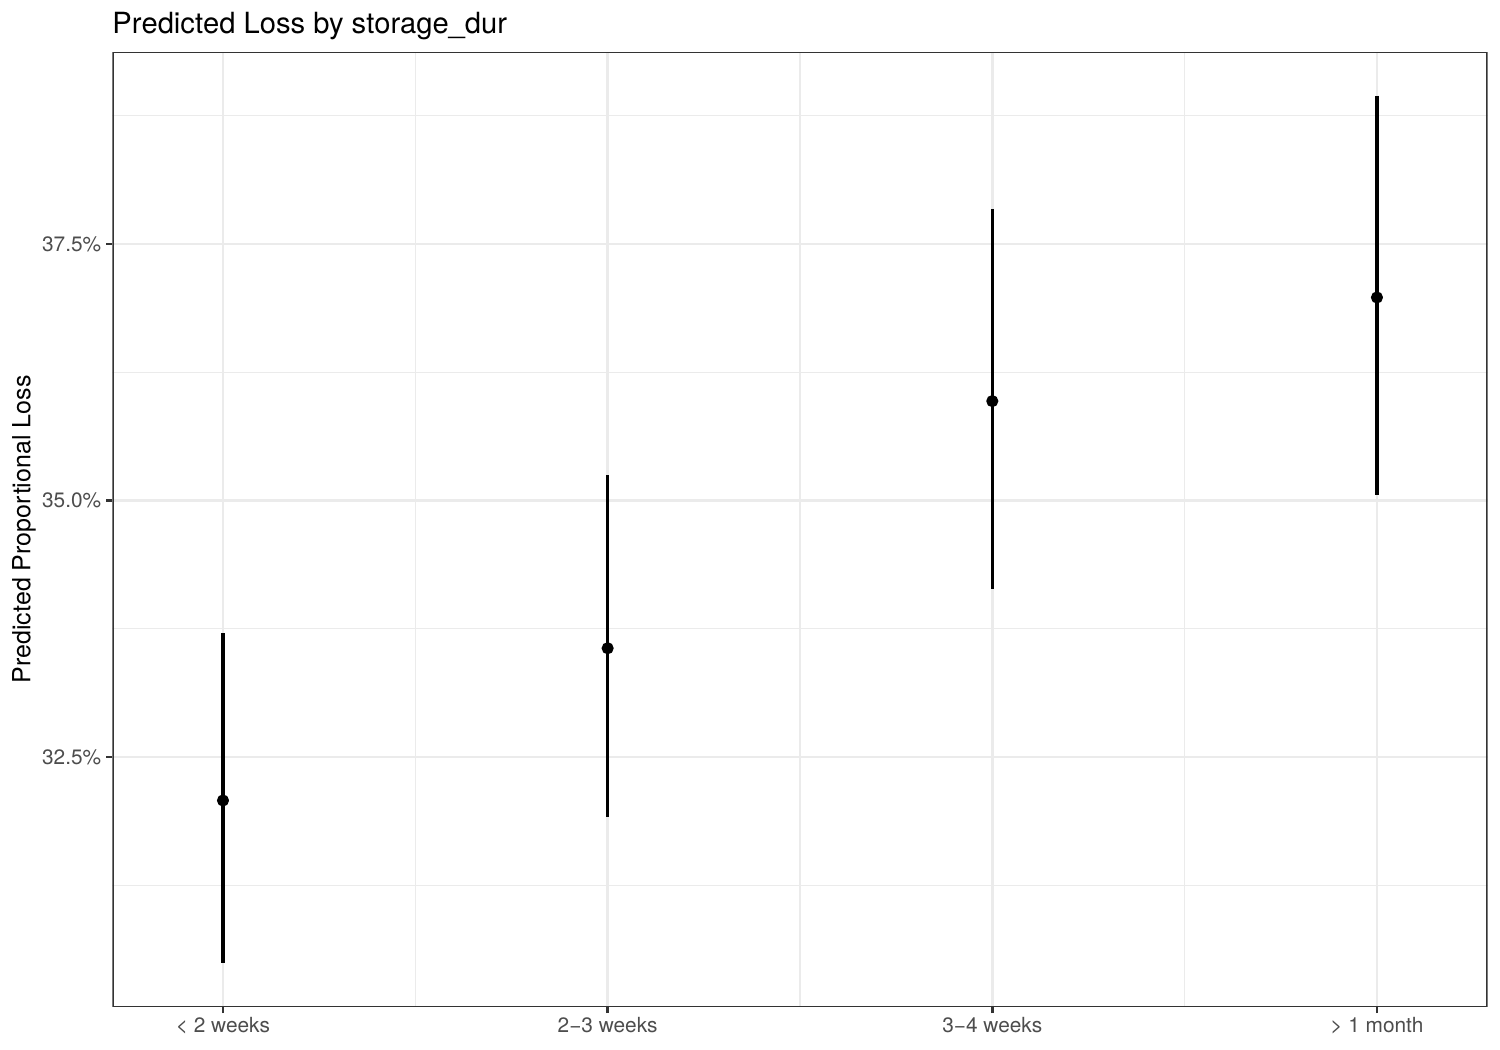 Predicted Loss by storage_dur
Predicted Proportional Loss
37.5%
35.0%
32.5%
< 2 weeks
2−3 weeks
3−4 weeks
> 1 month